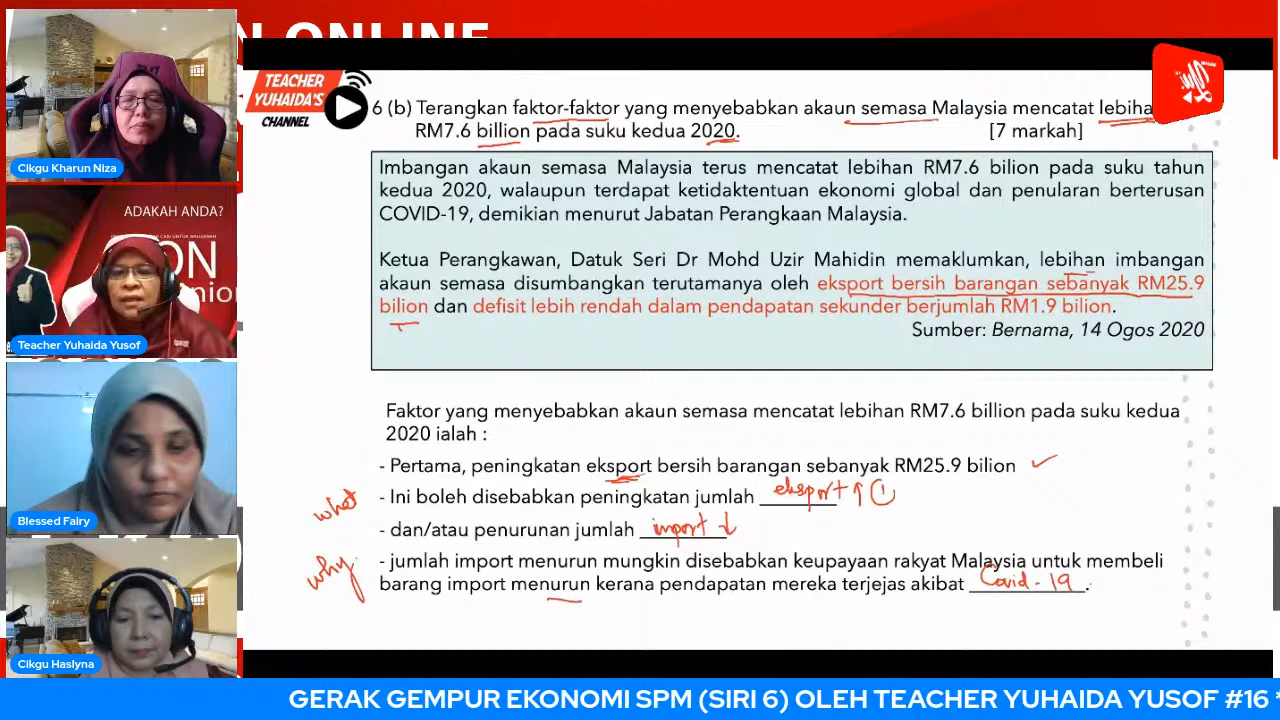 N ONLINE
Cikgu Kharun Niza
ADAKAH ANDA?
ON
nion
Teacher Yuhaida Yusof
Blessed Fairy
Cikgu Haslyna
TEACHER
YUHAIDA'S
CHANNEL
6 (b) Terangkan faktor-faktor yang menyebabkan akaun semasa Malaysia mencatat lebiha
RM7.6 billion pada suku kedua 2020. [7 markah]
Imbangan akaun semasa Malaysia terus mencatat lebihan RM7.6 bilion pada suku tahun
kedua 2020, walaupun terdapat ketidaktentuan ekonomi global dan penularan berterusan
COVID-19, demikian menurut Jabatan Perangkaan Malaysia.
Ketua Perangkawan, Datuk Seri Dr Mohd Uzir Mahidin memaklumkan, lebihan imbangan
akaun semasa disumbangkan terutamanya oleh eksport bersih barangan sebanyak RM25.9
bilion dan defisit lebih rendah dalam pendapatan sekunder berjumlah RM1.9 bilion.
Sumber: Bernama, 14 Ogos 2020
Faktor yang menyebabkan akaun semasa mencatat lebihan RM7.6 billion pada suku kedua
2020 ialah :
- Pertama, peningkatan eksport bersih barangan sebanyak RM25.9 bilion ✓
what - Ini boleh disebabkan peningkatan jumlah eksport ↑ ①
- dan/atau penurunan jumlah import ↓
why - jumlah import menurun mungkin disebabkan keupayaan rakyat Malaysia untuk membeli
barang import menurun kerana pendapatan mereka terjejas akibat Covid-19.
GERAK GEMPUR EKONOMI SPM (SIRI 6) OLEH TEACHER YUHAIDA YUSOF #16 *